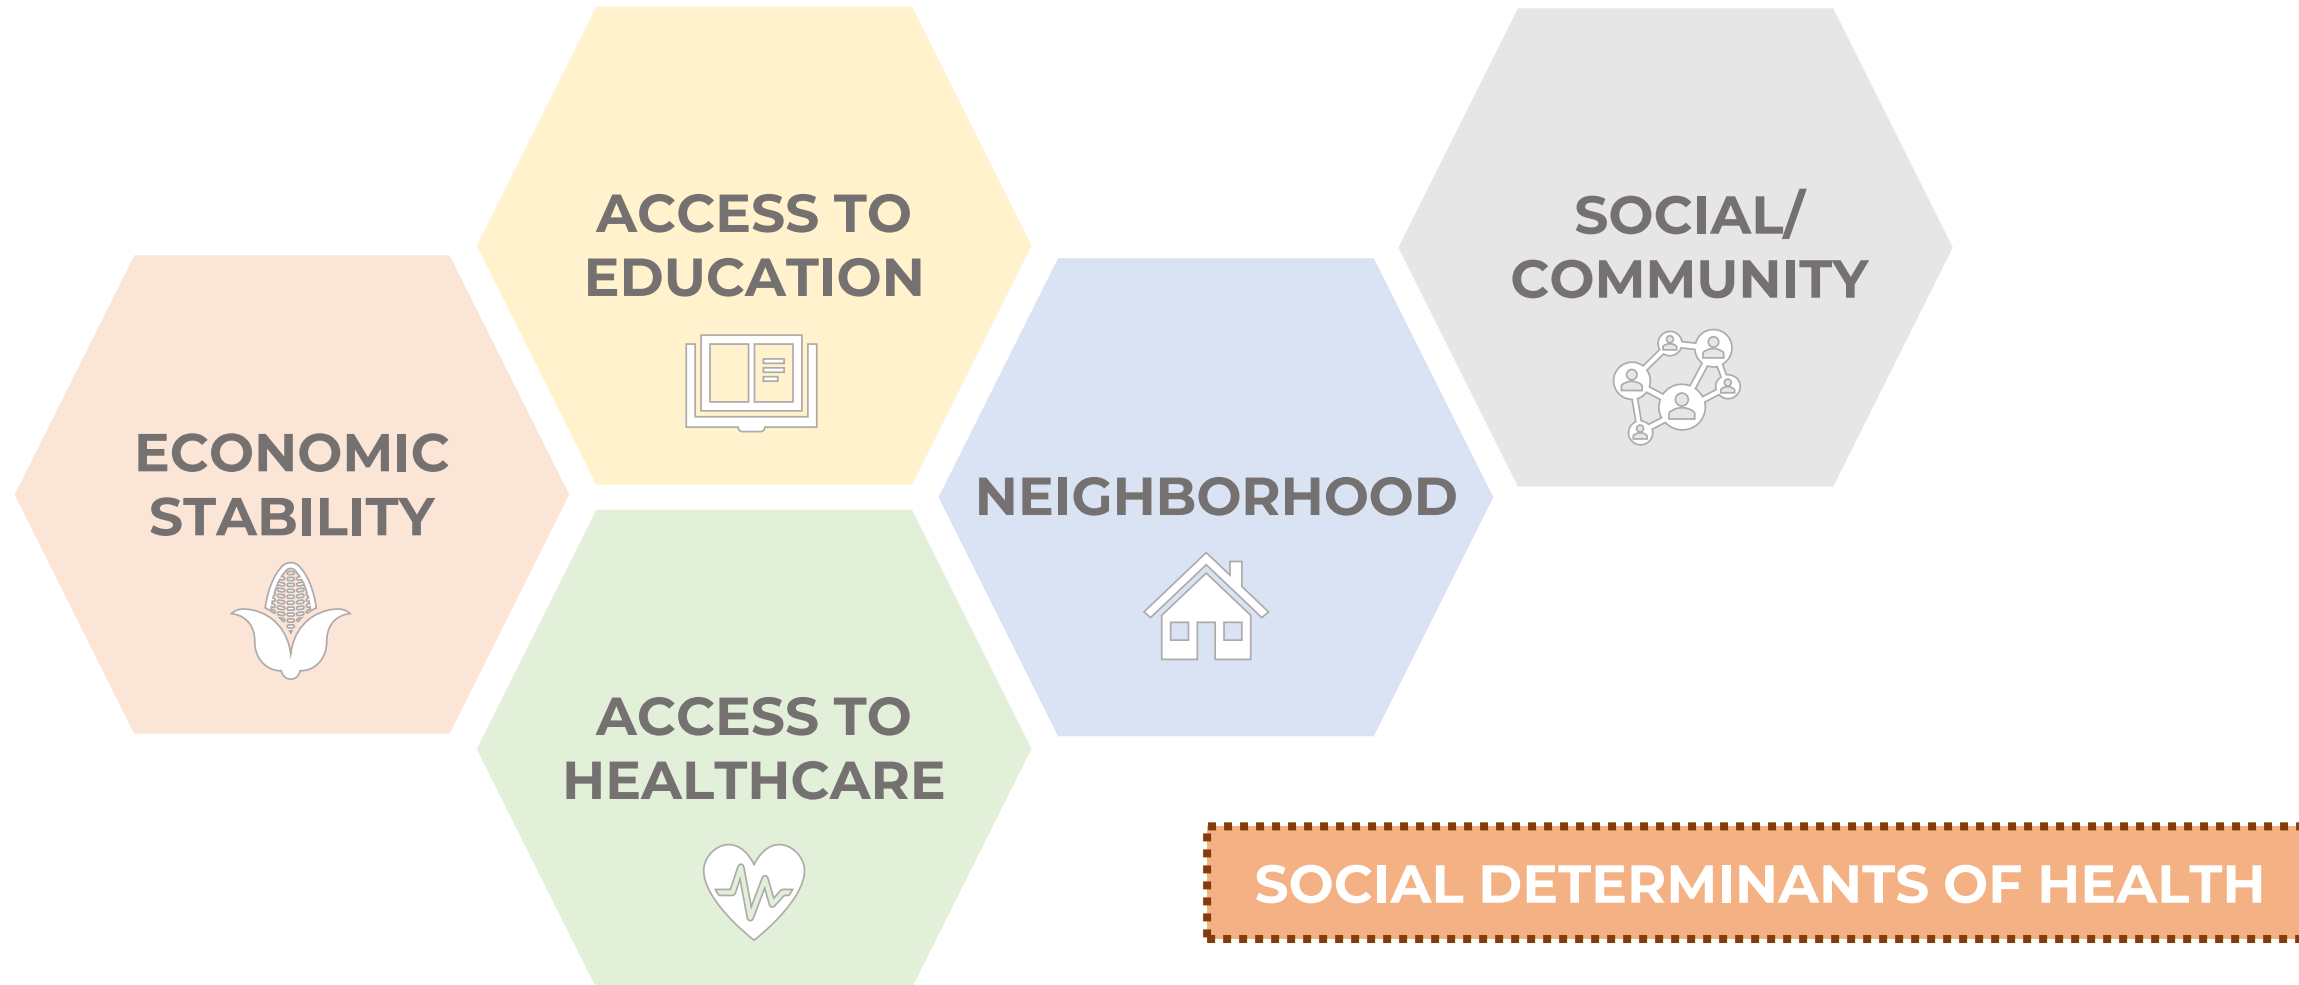 ACCESS TO
EDUCATION
SOCIAL/
COMMUNITY
ECONOMIC
STABILITY
NEIGHBORHOOD
ACCESS TO
HEALTHCARE
SOCIAL DETERMINANTS OF HEALTH